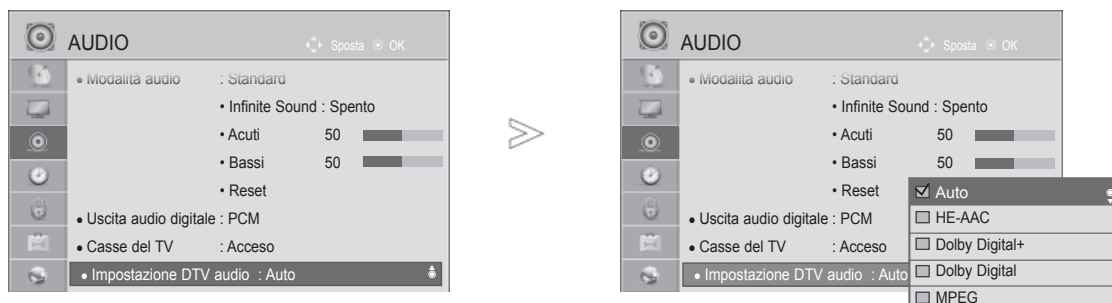 AUDIO
Sposta OK
• Modalità audio : Standard
• Infinite Sound : Spento
• Acuti 50
• Bassi 50
• Reset
• Uscita audio digitale : PCM
• Casse del TV : Acceso
• Impostazione DTV audio : Auto
AUDIO
Sposta OK
• Modalità audio : Standard
• Infinite Sound : Spento
• Acuti 50
• Bassi 50
• Reset
• Uscita audio digitale : PCM
• Casse del TV : Acceso
• Impostazione DTV audio : Auto
Auto
HE-AAC
Dolby Digital+
Dolby Digital
MPEG